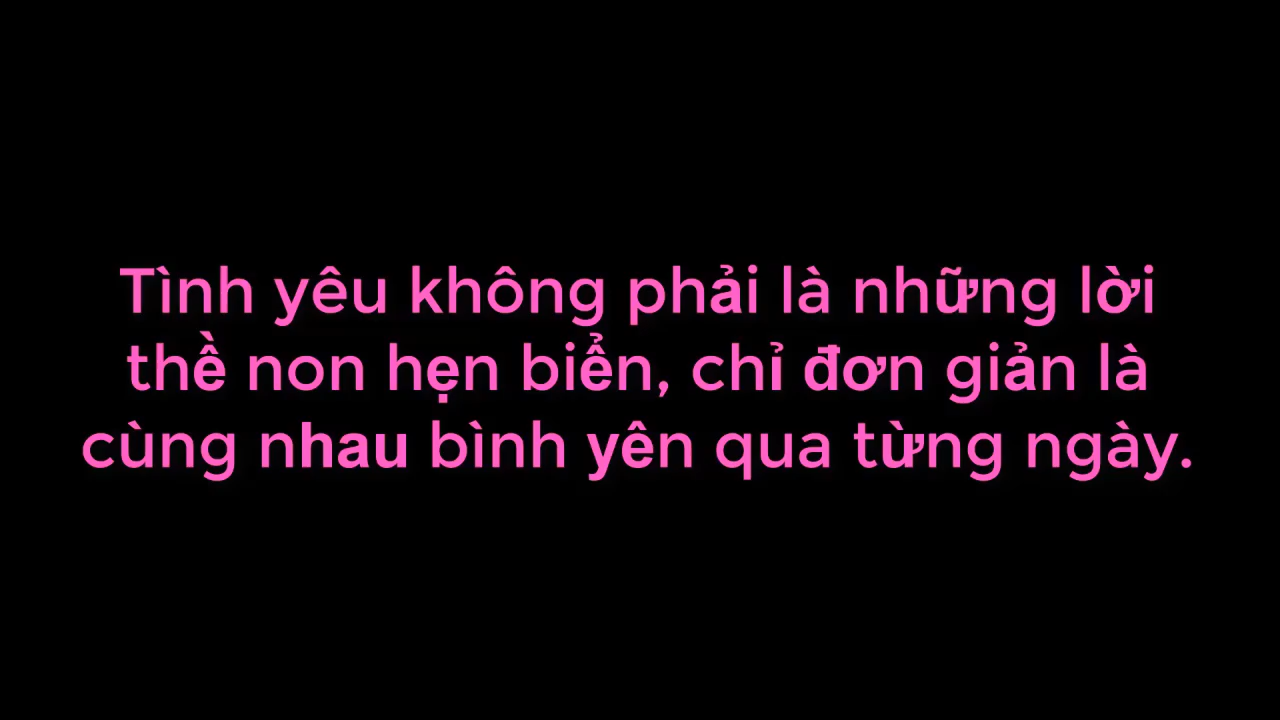 Tình yêu không phải là những lời
thề non hẹn biển, chỉ đơn giản là
cùng nhau bình yên qua từng ngày.